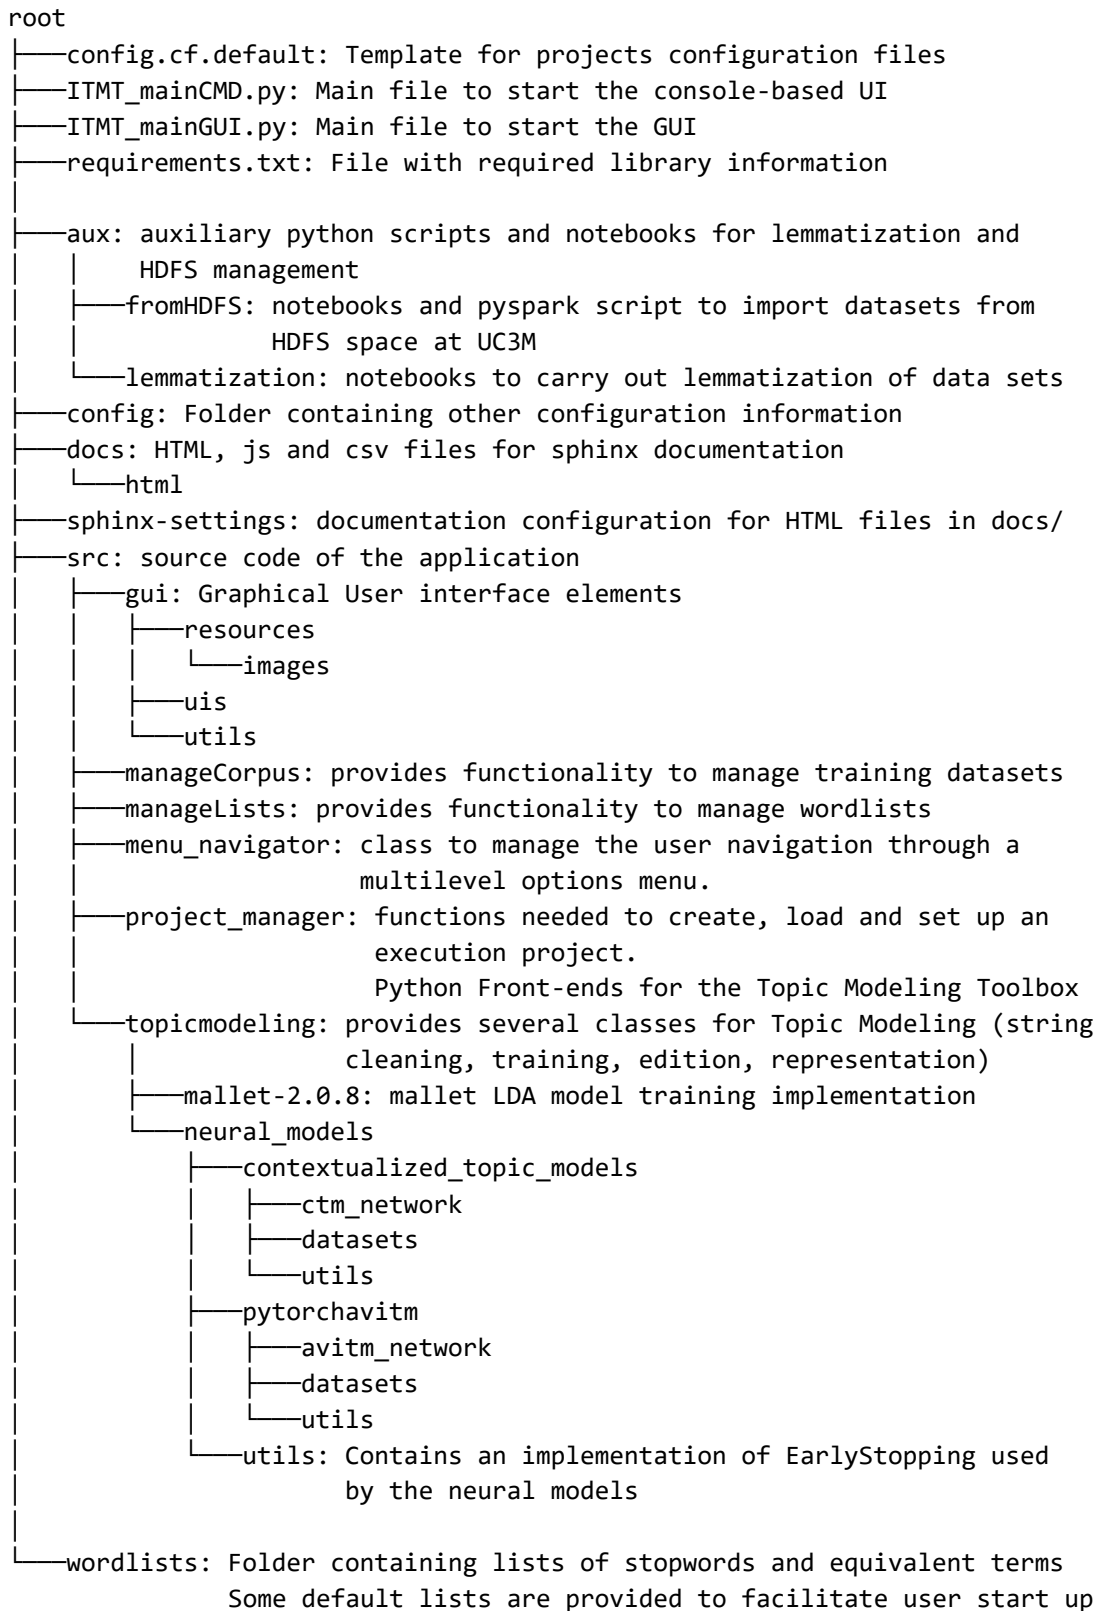 root
├───config.cf.default: Template for projects configuration files
├───ITMT_mainCMD.py: Main file to start the console-based UI
├───ITMT_mainGUI.py: Main file to start the GUI
├───requirements.txt: File with required library information
│
├───aux: auxiliary python scripts and notebooks for lemmatization and
│   │    HDFS management
│   ├───fromHDFS: notebooks and pyspark script to import datasets from
│   │             HDFS space at UC3M
│   └───lemmatization: notebooks to carry out lemmatization of data sets
├───config: Folder containing other configuration information
├───docs: HTML, js and csv files for sphinx documentation
│   └───html
├───sphinx-settings: documentation configuration for HTML files in docs/
├───src: source code of the application
│   ├───gui: Graphical User interface elements
│   │   ├───resources
│   │   │   └───images
│   │   ├───uis
│   │   └───utils
│   ├───manageCorpus: provides functionality to manage training datasets
│   ├───manageLists: provides functionality to manage wordlists
│   ├───menu_navigator: class to manage the user navigation through a
│   │                   multilevel options menu.
│   ├───project_manager: functions needed to create, load and set up an
│   │                    execution project.
│   │                    Python Front-ends for the Topic Modeling Toolbox
│   └───topicmodeling: provides several classes for Topic Modeling (string
│       │              cleaning, training, edition, representation)
│       ├───mallet-2.0.8: mallet LDA model training implementation
│       └───neural_models
│           ├───contextualized_topic_models
│           │   ├───ctm_network
│           │   ├───datasets
│           │   └───utils
│           ├───pytorchavitm
│           │   ├───avitm_network
│           │   ├───datasets
│           │   └───utils
│           └───utils: Contains an implementation of EarlyStopping used
│                      by the neural models
│
└───wordlists: Folder containing lists of stopwords and equivalent terms
               Some default lists are provided to facilitate user start up